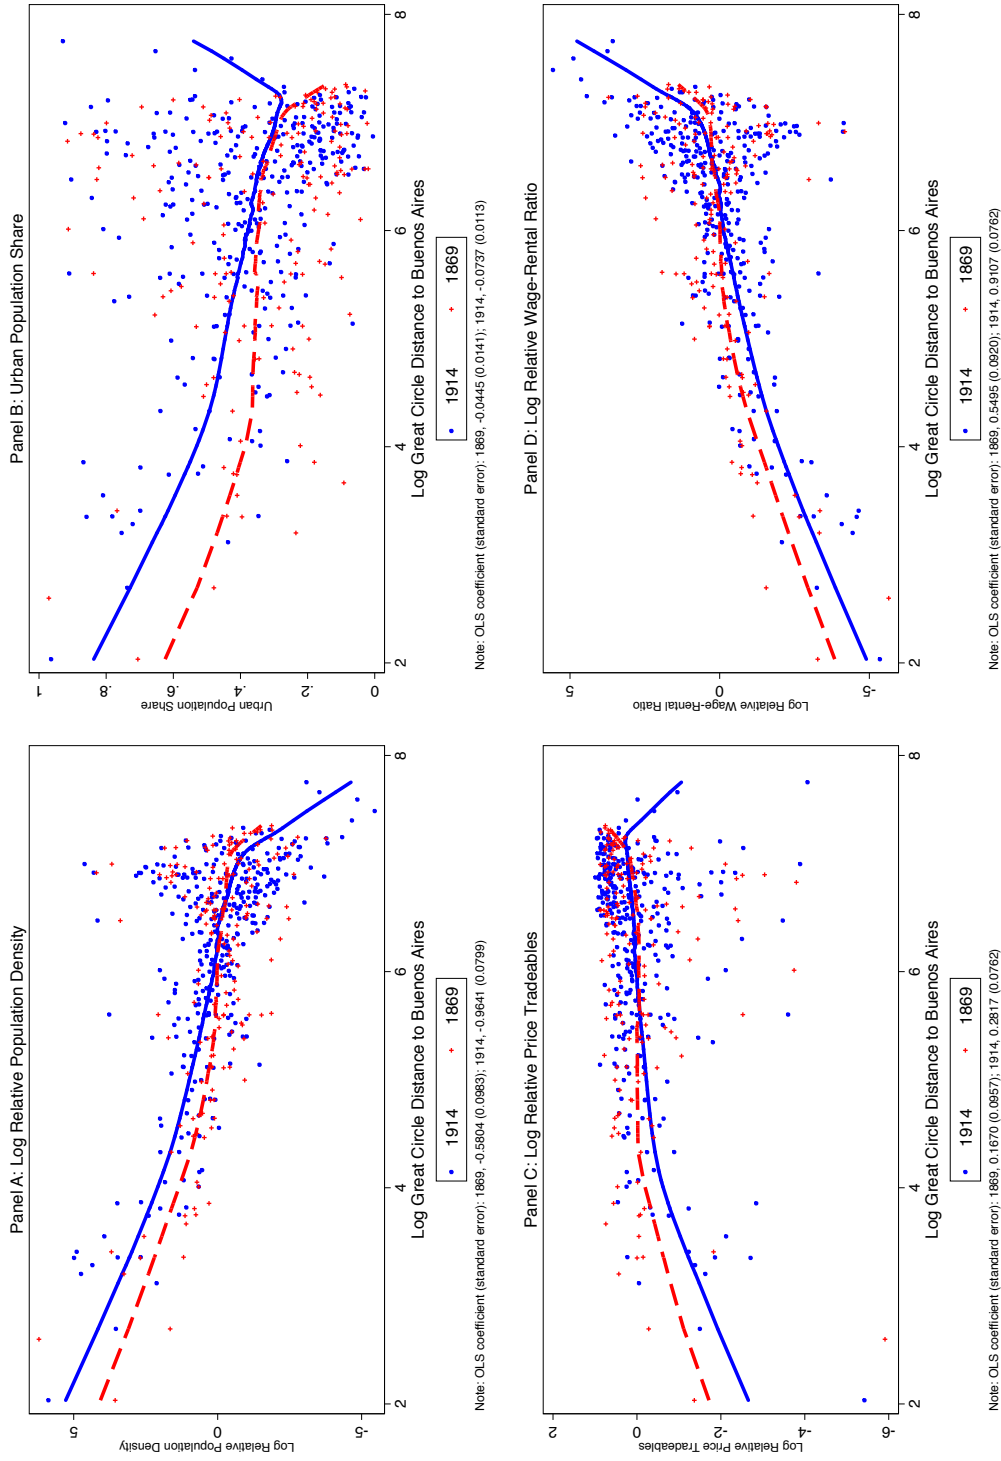 Panel A: Log Relative Population Density
Log Relative Population Density
5
0
-5
2
4
6
8
Log Great Circle Distance to Buenos Aires
1914
1869
Note: OLS coefficient (standard error): 1869, -0.5804 (0.0983); 1914, -0.9641 (0.0799)
Panel B: Urban Population Share
Urban Population Share
1
.8
.6
.4
.2
0
2
4
6
8
Log Great Circle Distance to Buenos Aires
1914
1869
Note: OLS coefficient (standard error): 1869, -0.0445 (0.0141); 1914, -0.0737 (0.0113)
Panel C: Log Relative Price Tradeables
Log Relative Price Tradeables
2
0
-2
-4
-6
2
4
6
8
Log Great Circle Distance to Buenos Aires
1914
1869
Note: OLS coefficient (standard error): 1869, 0.1670 (0.0957); 1914, 0.2817 (0.0762)
Panel D: Log Relative Wage-Rental Ratio
Log Relative Wage-Rental Ratio
5
0
-5
2
4
6
8
Log Great Circle Distance to Buenos Aires
1914
1869
Note: OLS coefficient (standard error): 1869, 0.5495 (0.0920); 1914, 0.9107 (0.0762)